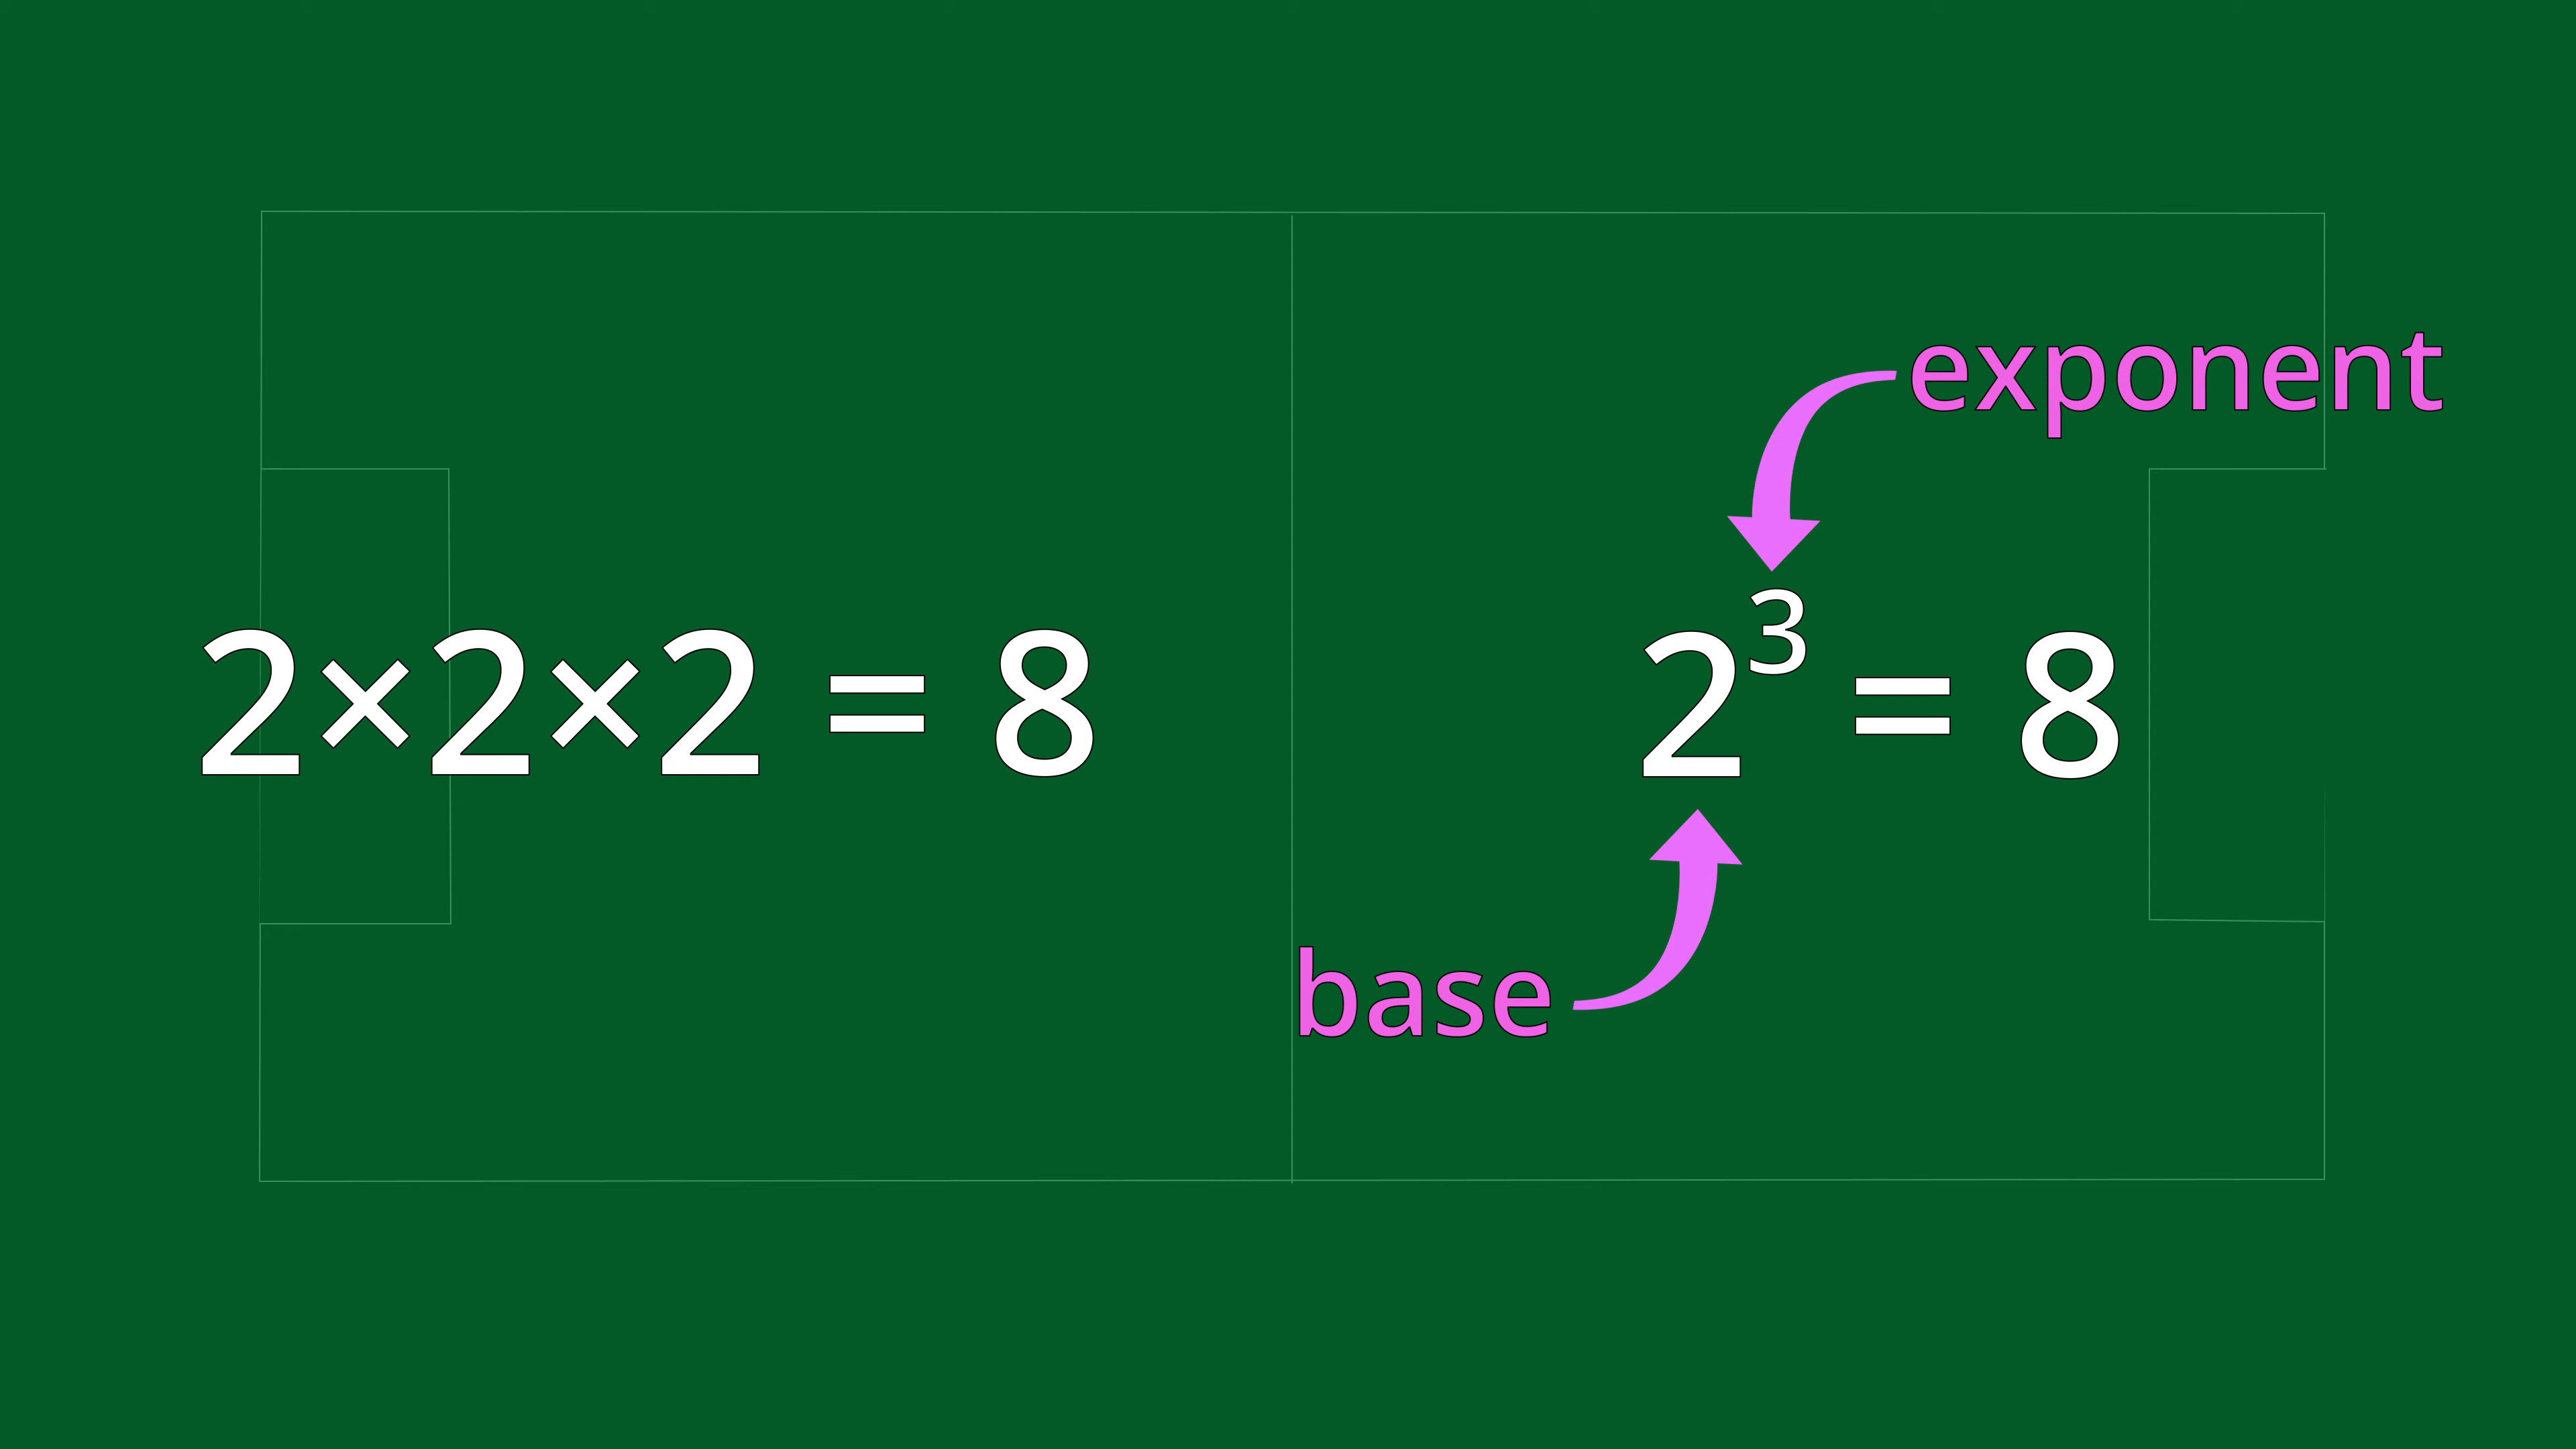 exponent
2×2×2 = 8
2³ = 8
base